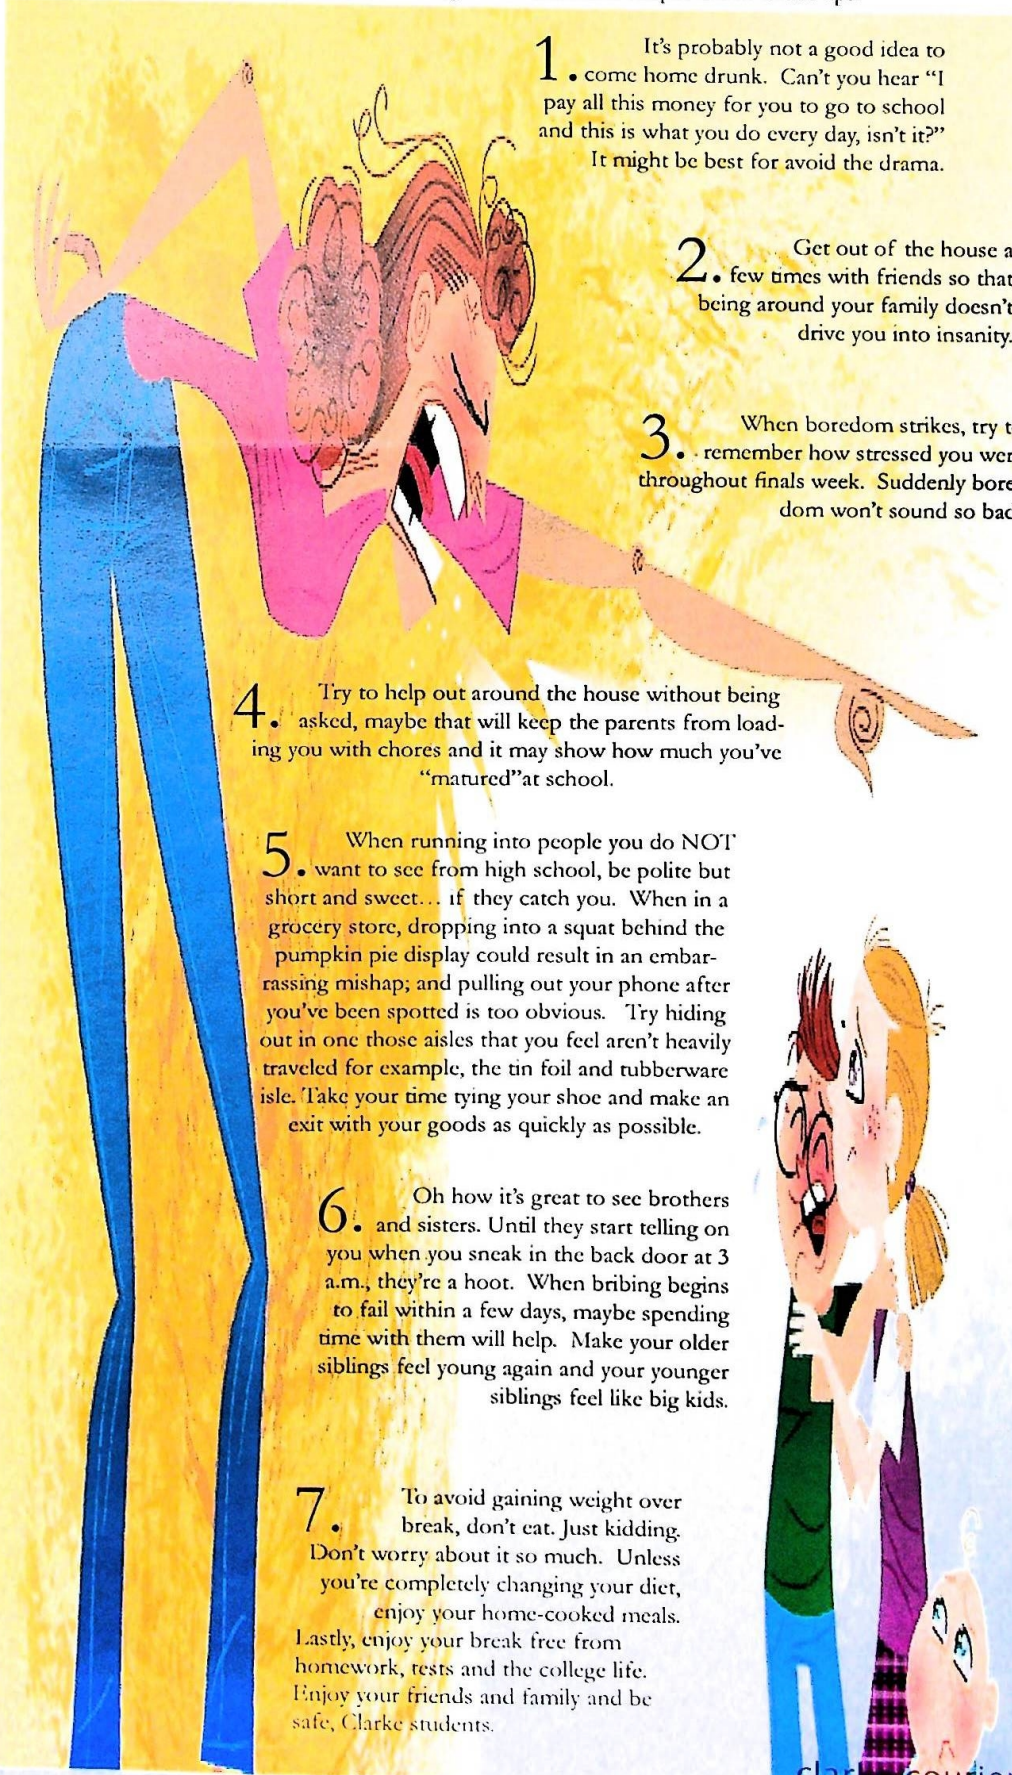 1. It's probably not a good idea to
come home drunk. Can't you hear "I
pay all this money for you to go to school
and this is what you do every day, isn't it?"
It might be best for avoid the drama.
2. Get out of the house a
few times with friends so that
being around your family doesn't
drive you into insanity.
3. When boredom strikes, try t
remember how stressed you wer
throughout finals week. Suddenly bore
dom won't sound so bad
4. Try to help out around the house without being
asked, maybe that will keep the parents from load-
ing you with chores and it may show how much you've
"matured"at school.
5. When running into people you do NOT
want to see from high school, be polite but
short and sweet... if they catch you. When in a
grocery store, dropping into a squat behind the
pumpkin pie display could result in an embar-
rassing mishap; and pulling out your phone after
you've been spotted is too obvious. Try hiding
out in one those aisles that you feel aren't heavily
traveled for example, the tin foil and tubberware
isle. Take your time tying your shoe and make an
exit with your goods as quickly as possible.
6. Oh how it's great to see brothers
and sisters. Until they start telling on
you when you sneak in the back door at 3
a.m., they're a hoot. When bribing begins
to fail within a few days, maybe spending
time with them will help. Make your older
siblings feel young again and your younger
siblings feel like big kids.
7. To avoid gaining weight over
break, don't eat. Just kidding.
Don't worry about it so much. Unless
you're completely changing your diet,
enjoy your home-cooked meals.
Lastly, enjoy your break free from
homework, tests and the college life.
Enjoy your friends and family and be
safe, Clarke students.